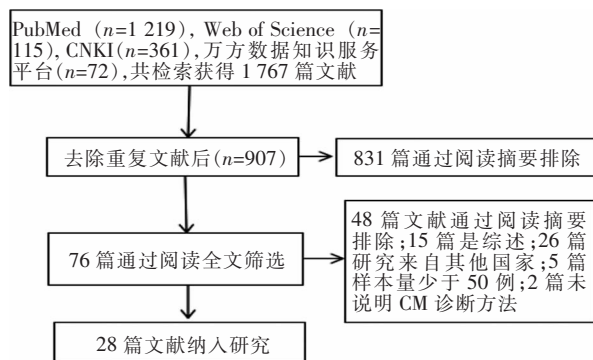 PubMed (n=1 219), Web of Science (n=
115), CNKI(n=361),万方数据知识服务
平台(n=72),共检索获得 1 767 篇文献
去除重复文献后(n=907)
831 篇通过阅读摘要排除
76 篇通过阅读全文筛选
48 篇文献通过阅读摘要
排除;15 篇是综述;26 篇
研究来自其他国家;5 篇
样本量少于 50 例;2 篇未
说明 CM 诊断方法
28 篇文献纳入研究